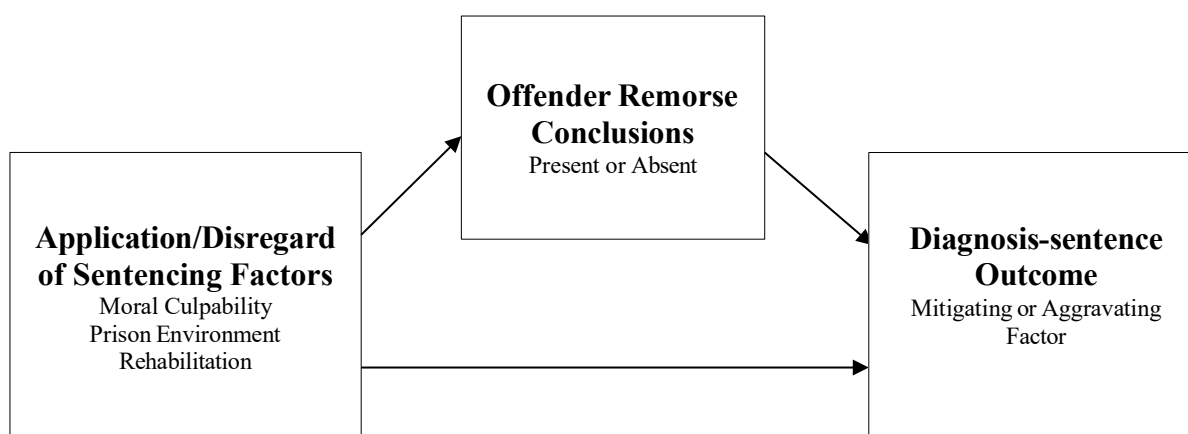 Offender Remorse
Conclusions
Present or Absent
Application/Disregard
of Sentencing Factors
Moral Culpability
Prison Environment
Rehabilitation
Diagnosis-sentence
Outcome
Mitigating or Aggravating
Factor